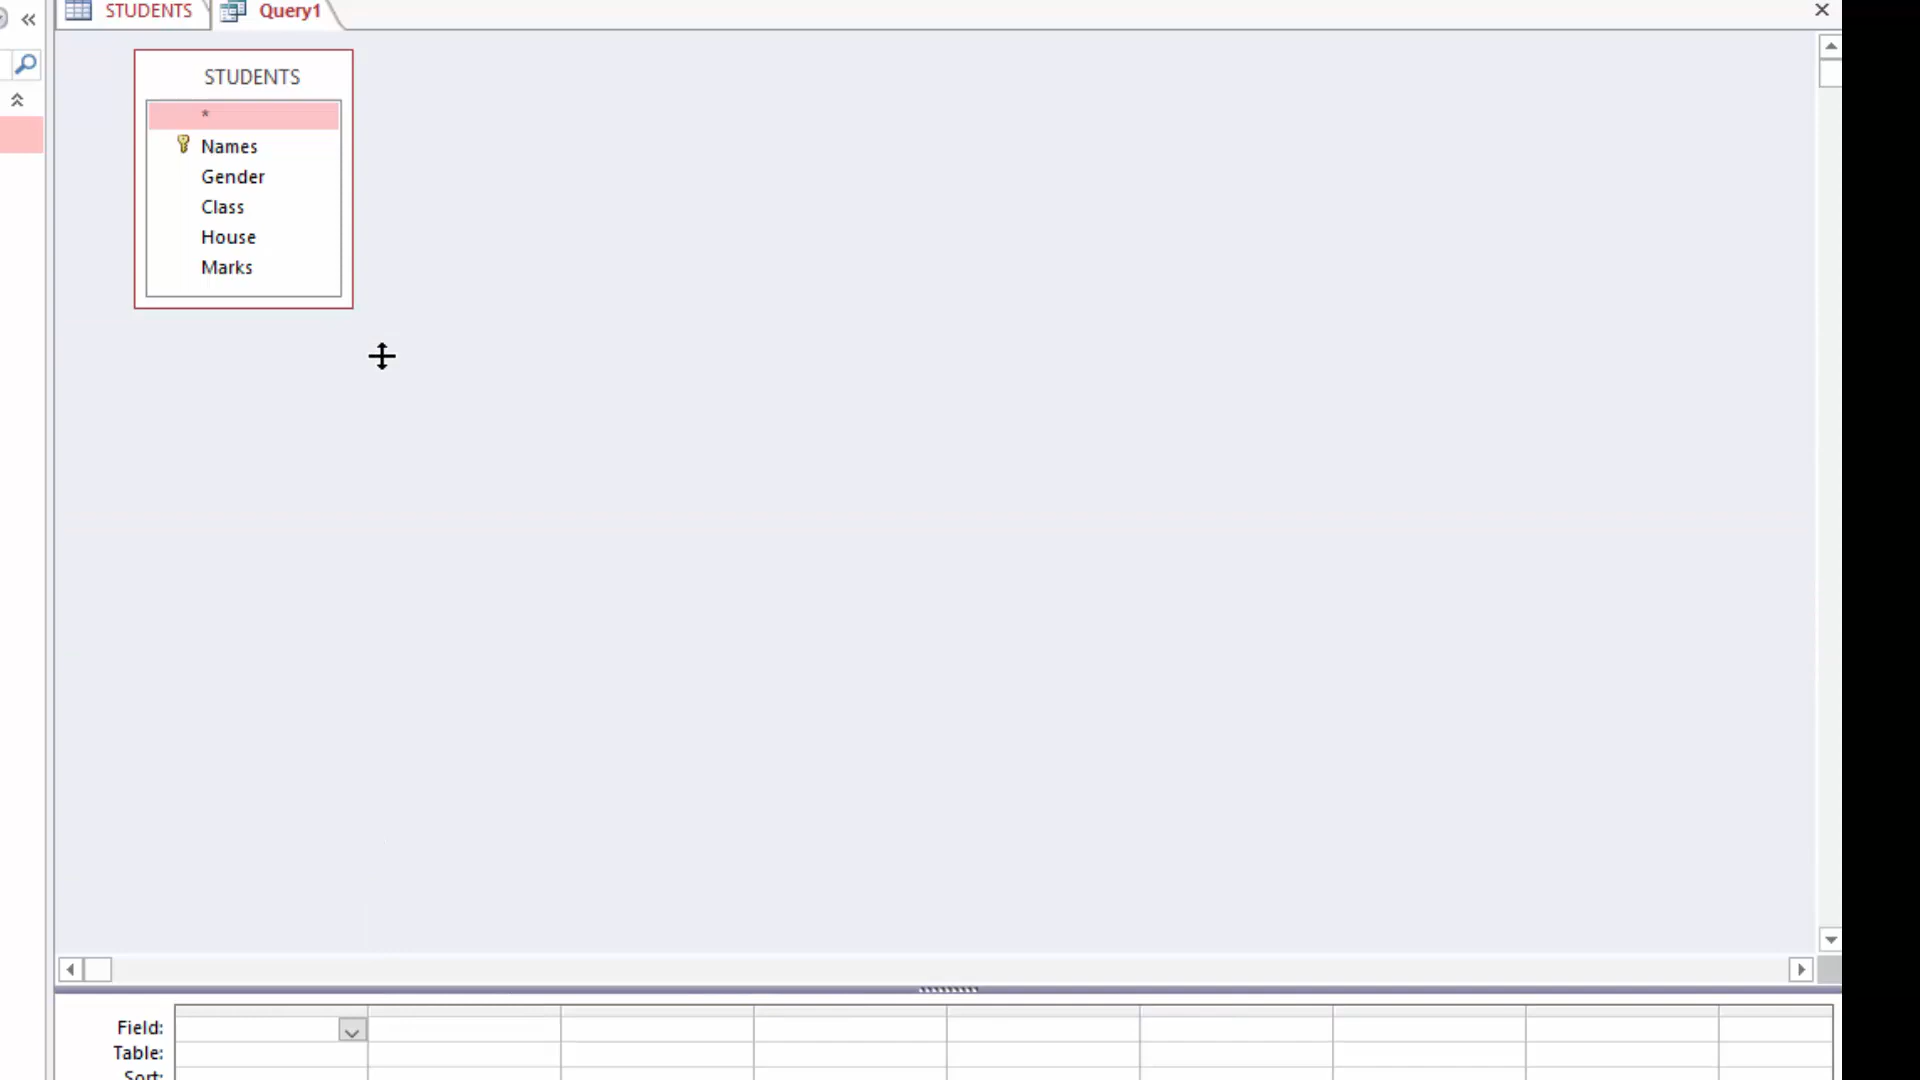 STUDENTS
Query1
STUDENTS
*
Names
Gender
Class
House
Marks
Field:
Table:
Sort: